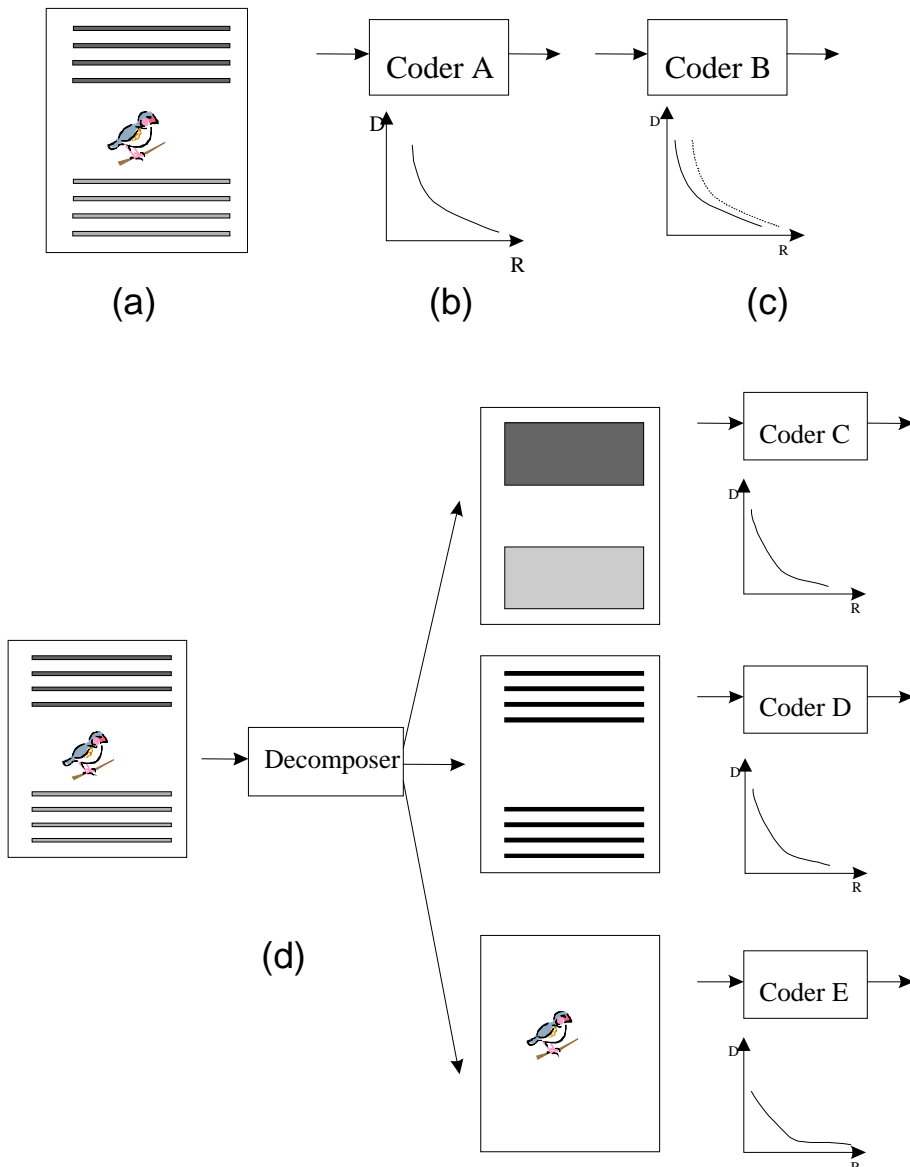 Coder A
Coder B
D
R
D
R
(a)
(b)
(c)
Coder C
D
R
Decomposer
Coder D
D
R
(d)
Coder E
D
R